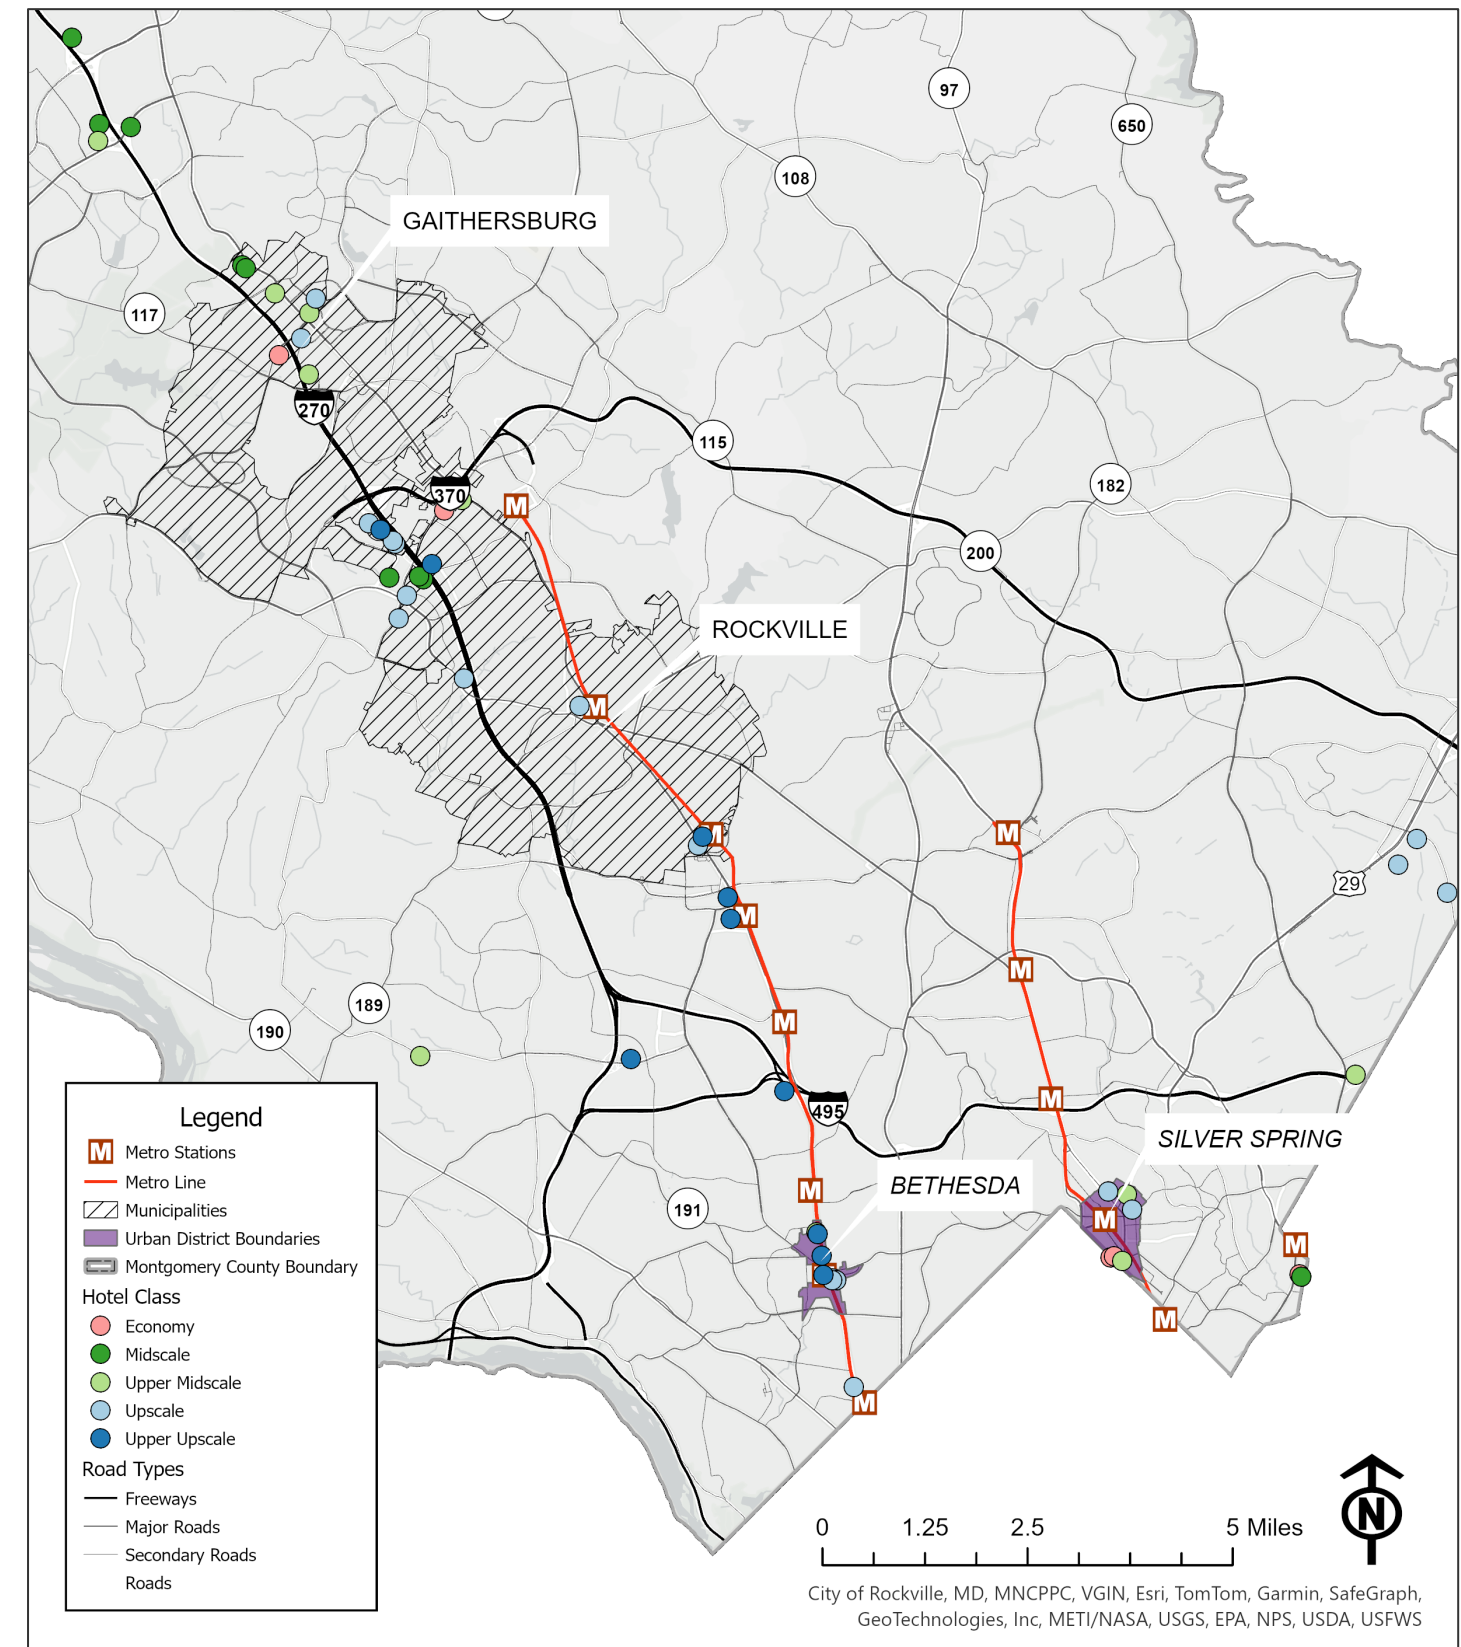 97
650
108
GAITHERSBURG
117
270
115
370
182
200
ROCKVILLE
M
M
M
M
29
M
M
189
190
M
M
495
M
SILVER SPRING
BETHESDA
M
191
M
M
M
M
Legend
M Metro Stations
Metro Line
Municipalities
Urban District Boundaries
Montgomery County Boundary
Hotel Class
Economy
Midscale
Upper Midscale
Upscale
Upper Upscale
Road Types
Freeways
Major Roads
Secondary Roads
Roads
N
0 1.25 2.5 5 Miles
City of Rockville, MD, MNCPPC, VGIN, Esri, TomTom, Garmin, SafeGraph,
GeoTechnologies, Inc, METI/NASA, USGS, EPA, NPS, USDA, USFWS